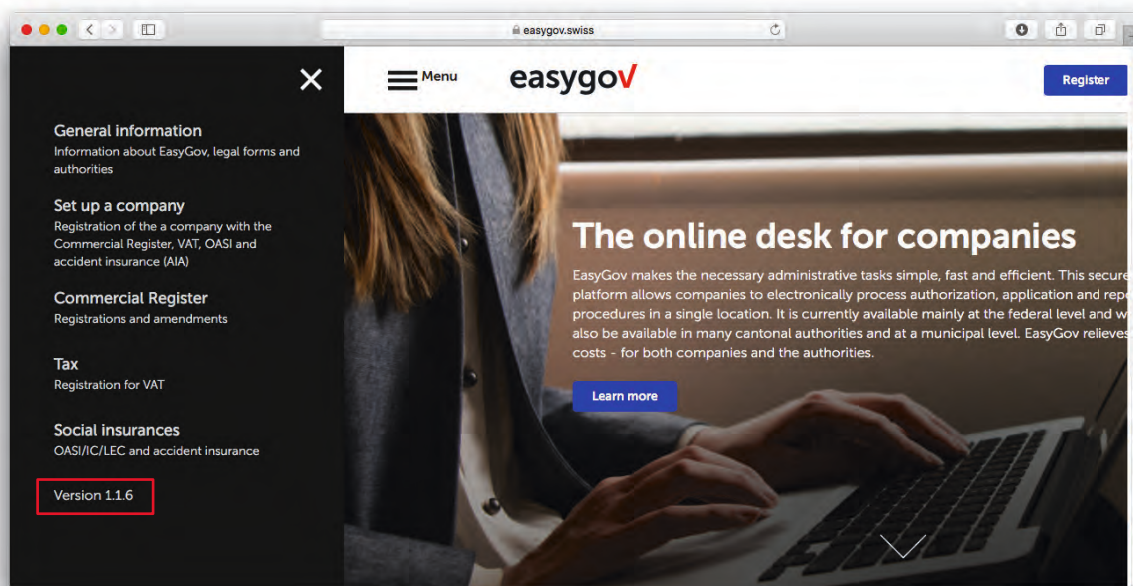 easygov.swiss
Menu
easygov
Register
General information
Information about EasyGov, legal forms and
authorities
Set up a company
Registration of the a company with the
Commercial Register, VAT, OASI and
accident insurance (AIA)
Commercial Register
Registrations and amendments
Tax
Registration for VAT
Social insurances
OASI/IC/LEC and accident insurance
Version 1.1.6
The online desk for companies
EasyGov makes the necessary administrative tasks simple, fast and efficient. This secure
platform allows companies to electronically process authorization, application and repo
procedures in a single location. It is currently available mainly at the federal level and w
also be available in many cantonal authorities and at a municipal level. EasyGov relieves
costs - for both companies and the authorities.
Learn more